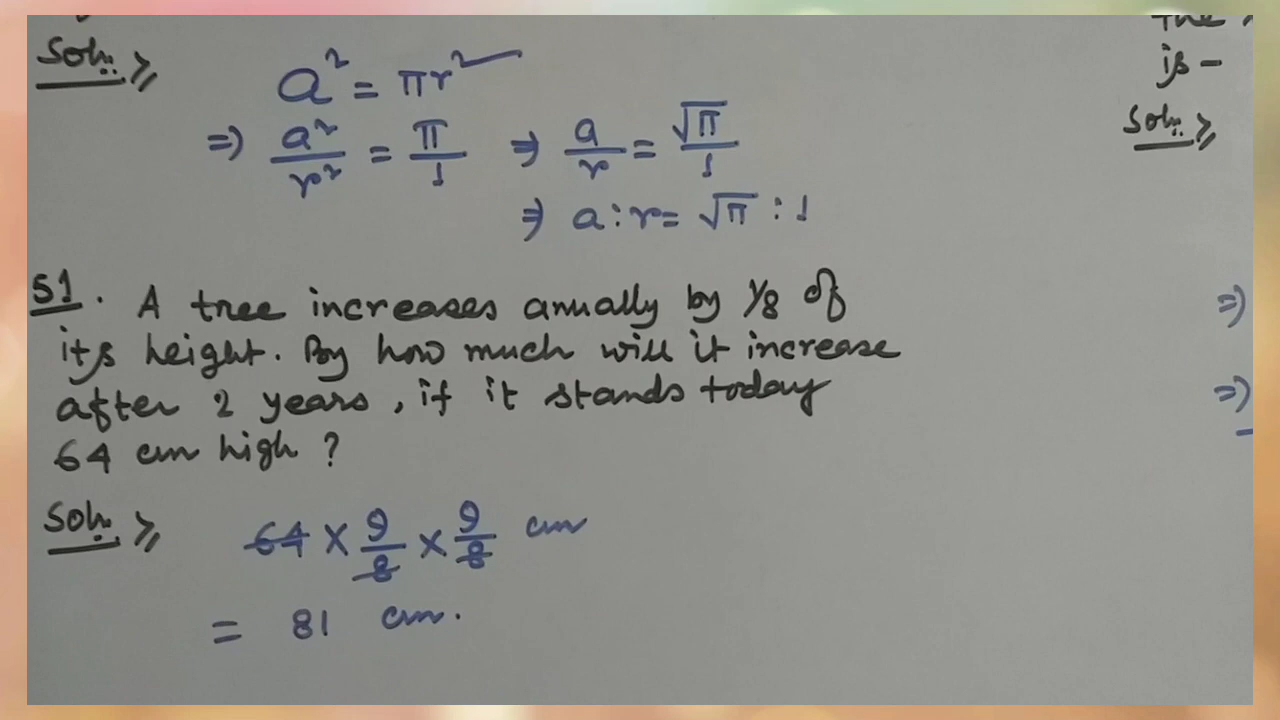 Soln. ⇒
a² = πr²
⇒ a²/r² = π/1 ⇒ a/r = √π/1
⇒ a:r = √π : 1
51. A tree increases anually by 1/8 of
its height. By how much will it increase
after 2 years, if it stands today
64 cm high ?
Soln. ⇒ 64 × 9/8 × 9/8 cm
= 81 cm.
the
is -
Soln. ⇒
⇒
⇒